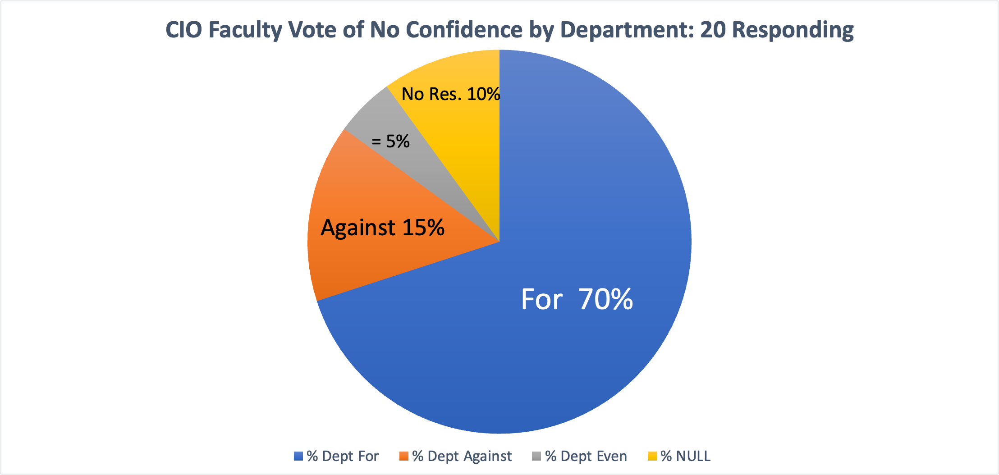 CIO Faculty Vote of No Confidence by Department: 20 Responding
No Res. 10%
= 5%
Against 15%
For 70%
% Dept For % Dept Against % Dept Even % NULL